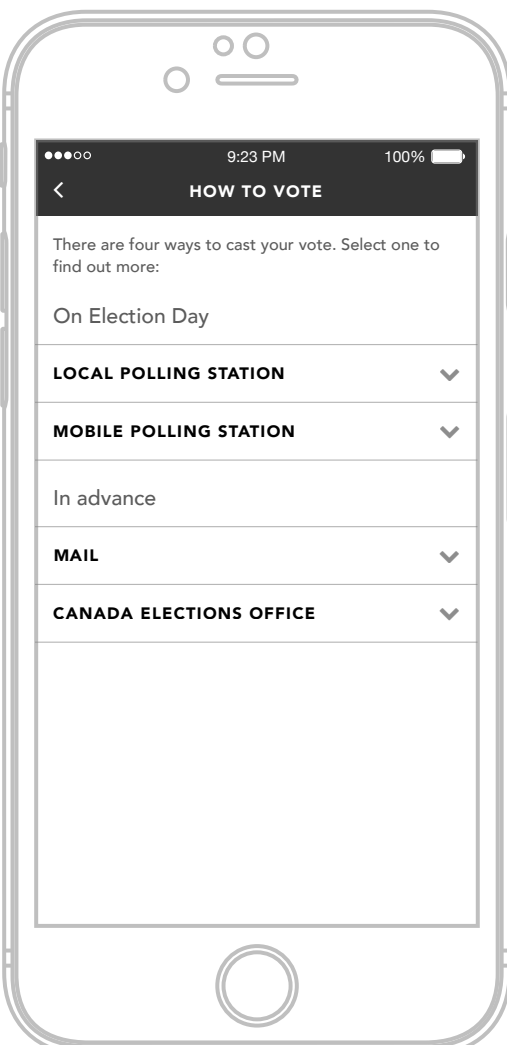 9:23 PM 100%
HOW TO VOTE
There are four ways to cast your vote. Select one to
find out more:
On Election Day
LOCAL POLLING STATION
MOBILE POLLING STATION
In advance
MAIL
CANADA ELECTIONS OFFICE